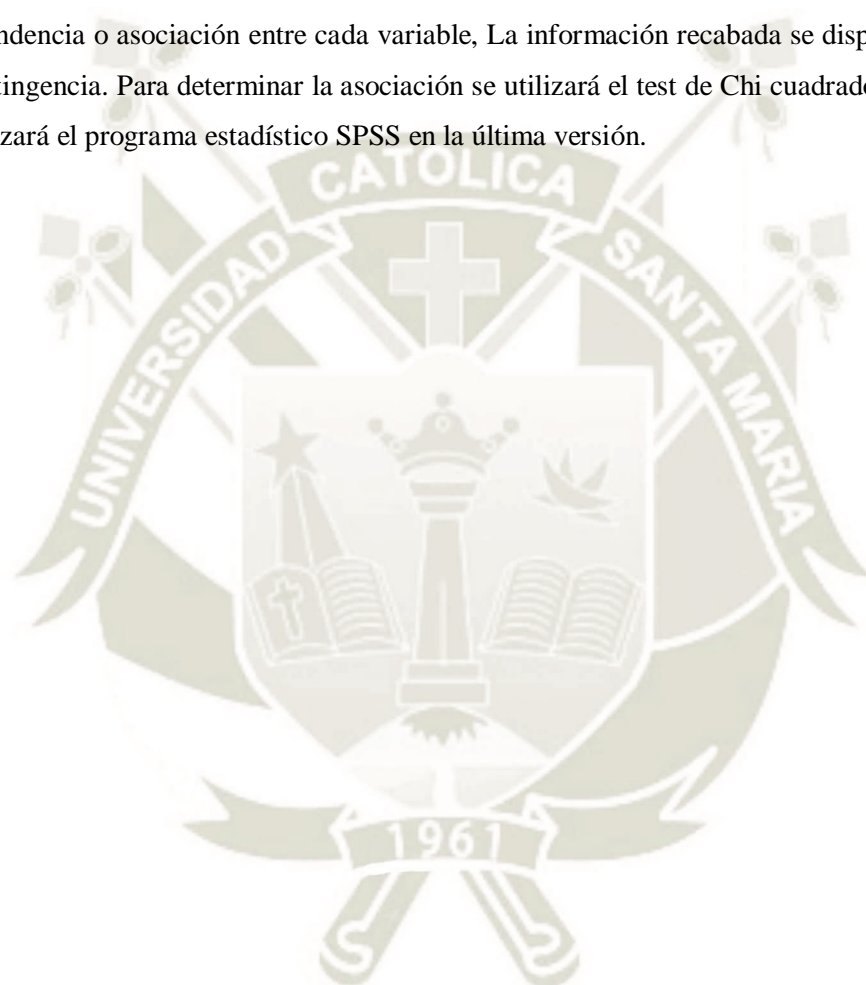 ndencia o asociación entre cada variable, La información recabada se disp
tingencia. Para determinar la asociación se utilizará el test de Chi cuadrado
zará el programa estadístico SPSS en la última versión.
UNIVERSIDAD CATÓLICA SANTA MARIA
1961